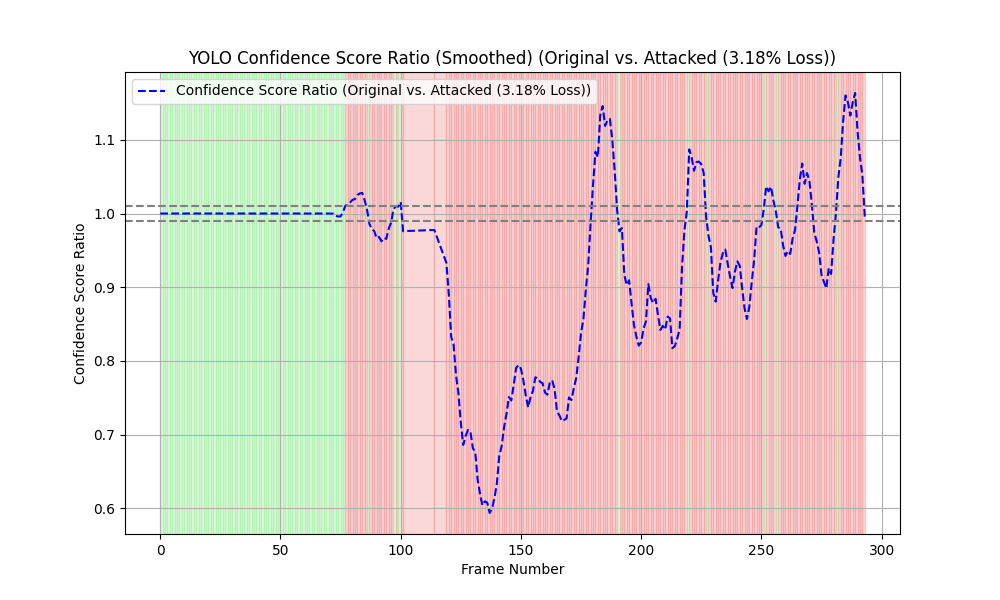 YOLO Confidence Score Ratio (Smoothed) (Original vs. Attacked (3.18% Loss))
Confidence Score Ratio (Original vs. Attacked (3.18% Loss))
Confidence Score Ratio
1.1
1.0
0.9
0.8
0.7
0.6
0 50 100 150 200 250 300
Frame Number